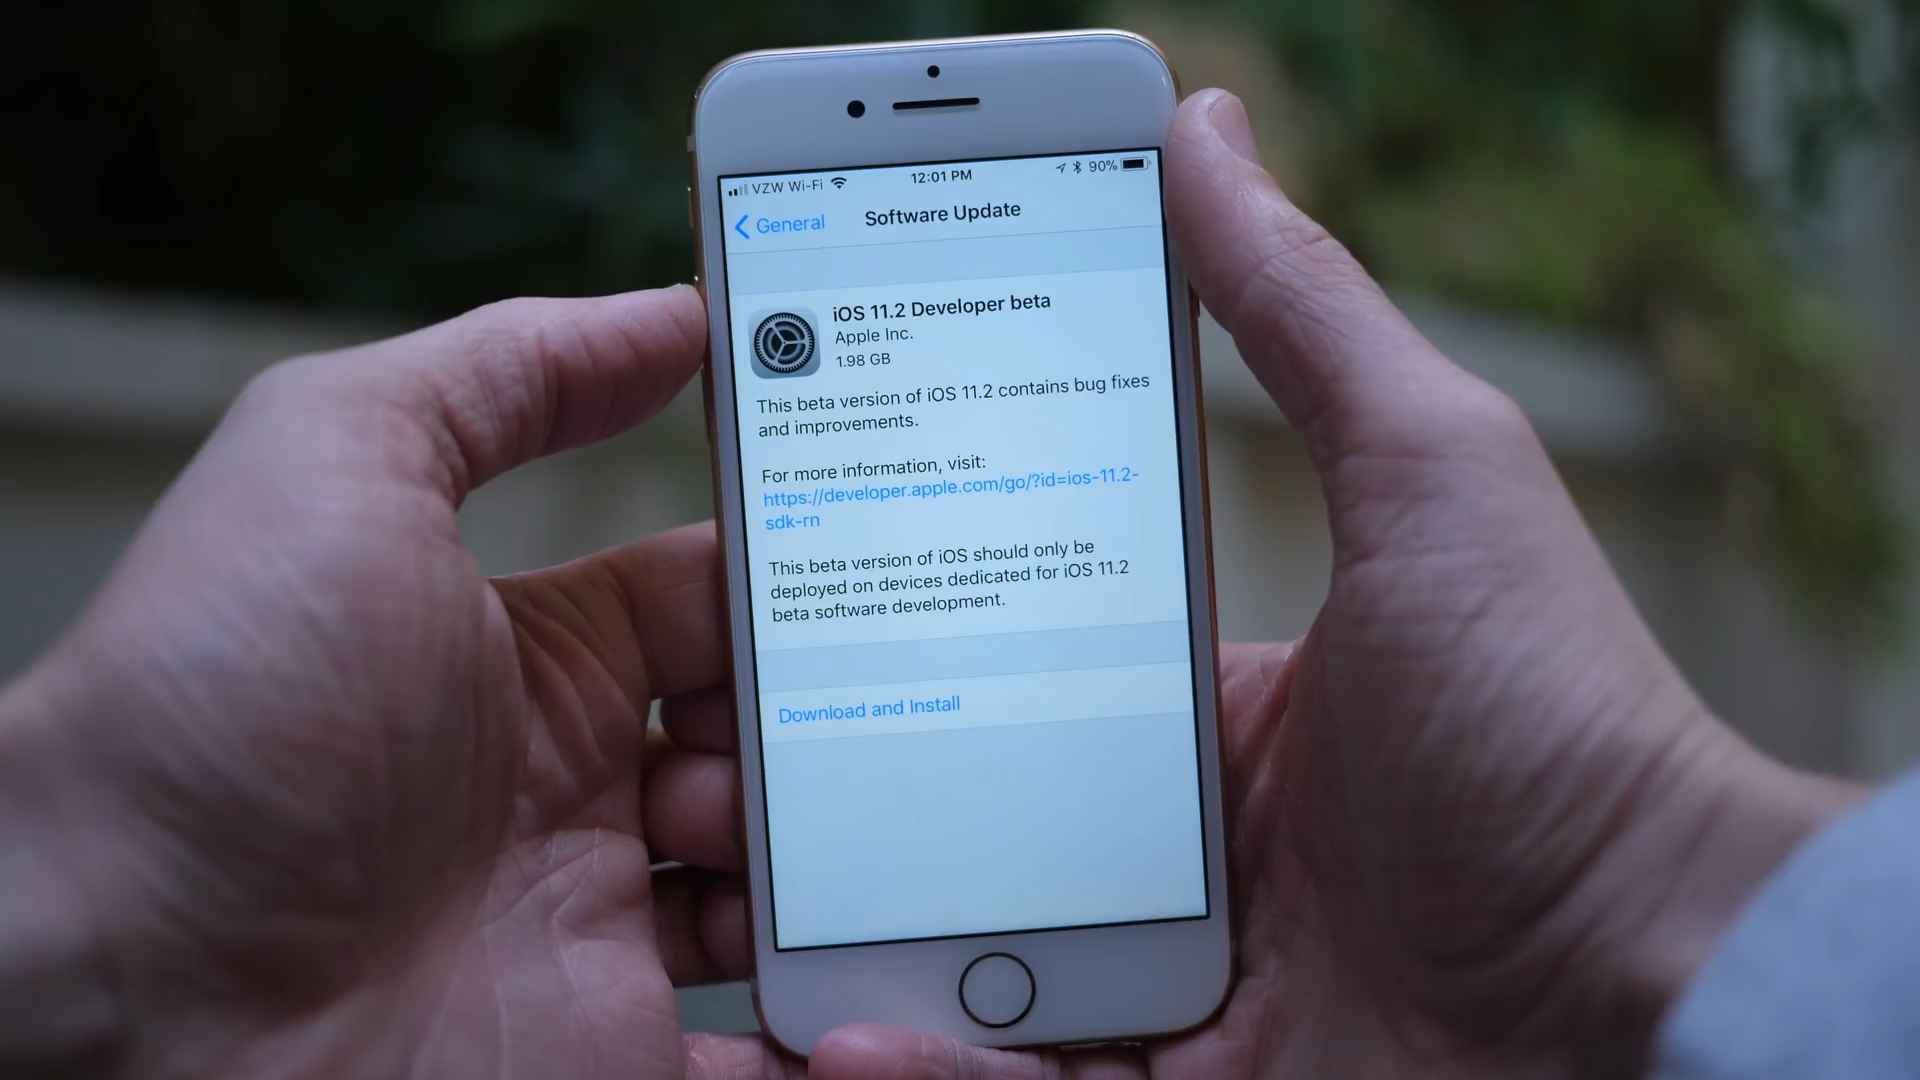 VZW Wi-Fi 12:01 PM 90%
General Software Update
iOS 11.2 Developer beta
Apple Inc.
1.98 GB
This beta version of iOS 11.2 contains bug fixes
and improvements.
For more information, visit:
https://developer.apple.com/go/?id=ios-11.2-
sdk-rn
This beta version of iOS should only be
deployed on devices dedicated for iOS 11.2
beta software development.
Download and Install